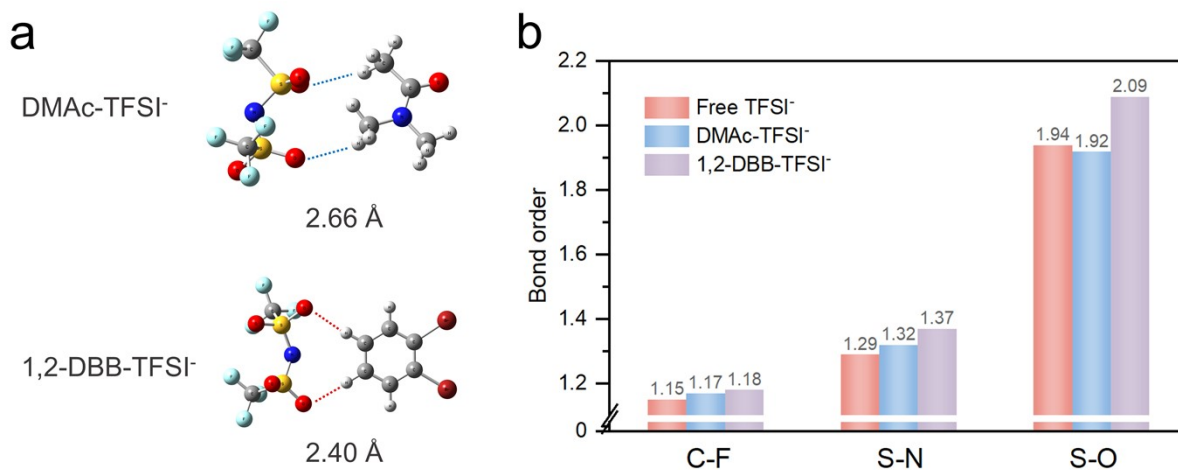 a
DMAc-TFSI⁻
2.66 Å
1,2-DBB-TFSI⁻
2.40 Å
b
Bond order
2.2
2.0
1.8
1.6
1.4
1.2
0
Free TFSI⁻
DMAc-TFSI⁻
1,2-DBB-TFSI⁻
1.15
1.17
1.18
1.29
1.32
1.37
1.94
1.92
2.09
C-F
S-N
S-O